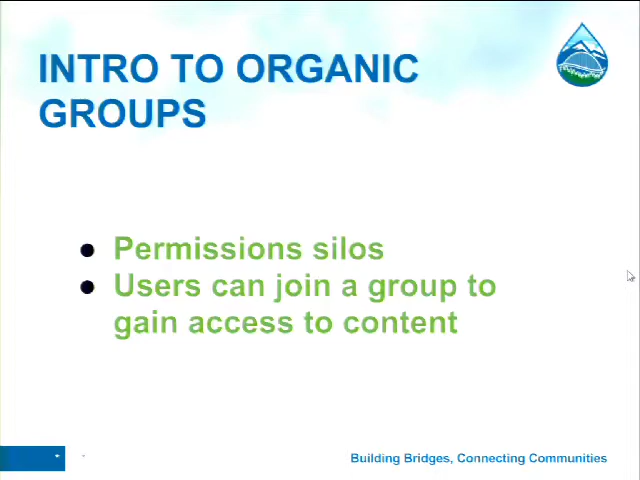 INTRO TO ORGANIC
GROUPS
● Permissions silos
● Users can join a group to
gain access to content
Building Bridges, Connecting Communities